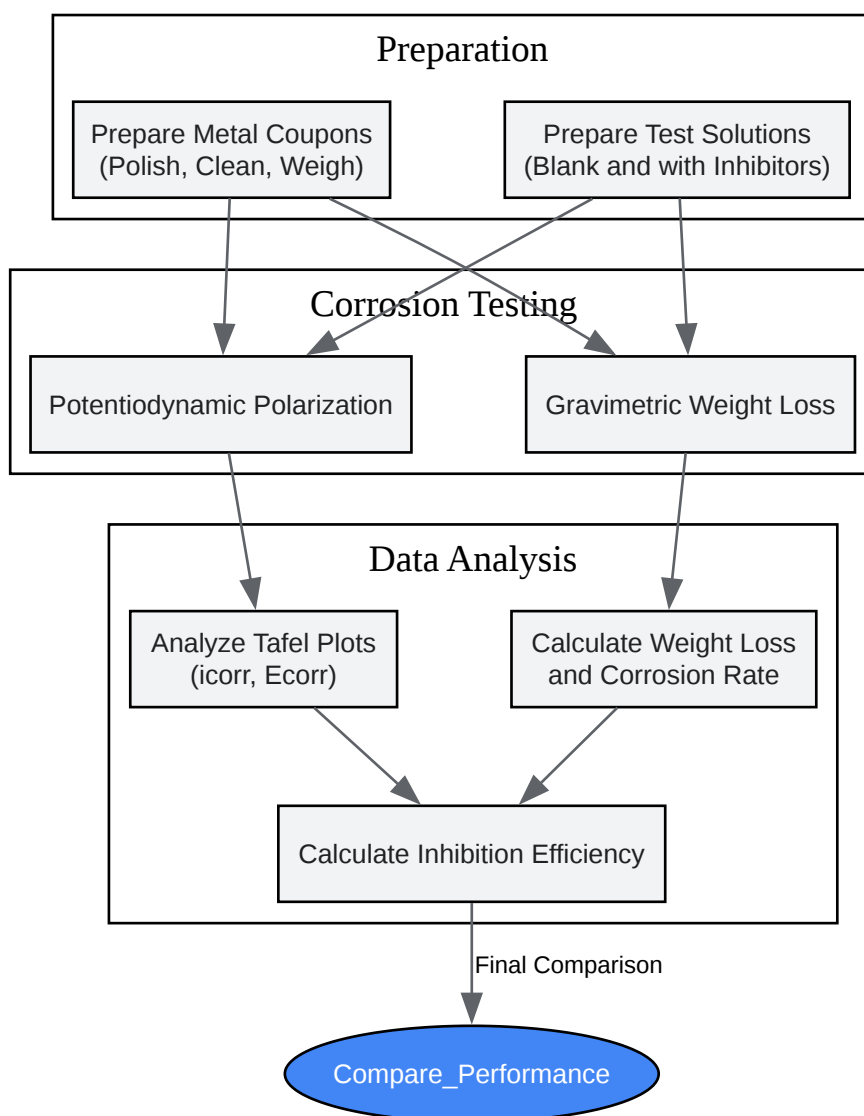 Preparation
Prepare Metal Coupons
(Polish, Clean, Weigh)
Prepare Test Solutions
(Blank and with Inhibitors)
Corrosion Testing
Potentiodynamic Polarization
Gravimetric Weight Loss
Data Analysis
Analyze Tafel Plots
(icorr, Ecorr)
Calculate Weight Loss
and Corrosion Rate
Calculate Inhibition Efficiency
Final Comparison
Compare_Performance